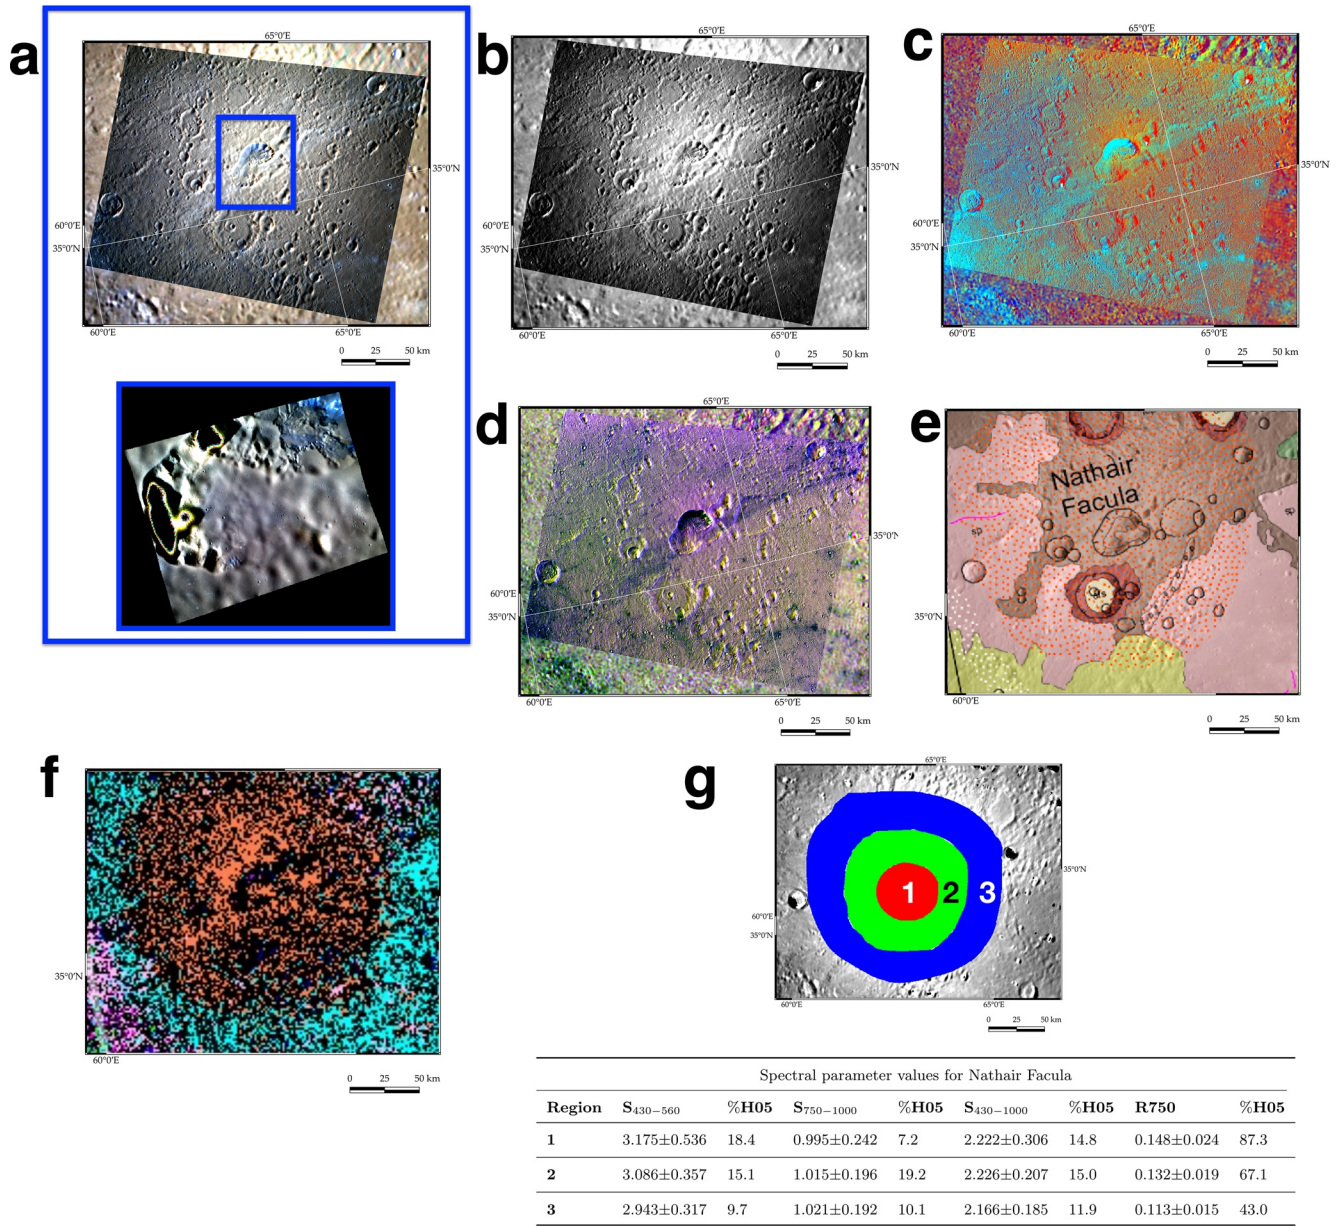 a
65°0′E
35°0′N
60°0′E
35°0′N
60°0′E
65°0′E
0 25 50 km
b
65°0′E
35°0′N
60°0′E
35°0′N
60°0′E
65°0′E
0 25 50 km
c
65°0′E
35°0′N
60°0′E
35°0′N
60°0′E
65°0′E
0 25 50 km
d
65°0′E
35°0′N
60°0′E
35°0′N
60°0′E
65°0′E
0 25 50 km
e
Nathair
Facula
sp
sp
35°0′N
60°0′E
0 25 50 km
f
35°0′N
60°0′E
0 25 50 km
g
65°0′E
35°0′N
1 2 3
60°0′E
35°0′N
60°0′E
65°0′E
0 25 50 km
Spectral parameter values for Nathair Facula
Region S430−560 %H05 S750−1000 %H05 S430−1000 %H05 R750 %H05
1 3.175±0.536 18.4 0.995±0.242 7.2 2.222±0.306 14.8 0.148±0.024 87.3
2 3.086±0.357 15.1 1.015±0.196 19.2 2.226±0.207 15.0 0.132±0.019 67.1
3 2.943±0.317 9.7 1.021±0.192 10.1 2.166±0.185 11.9 0.113±0.015 43.0